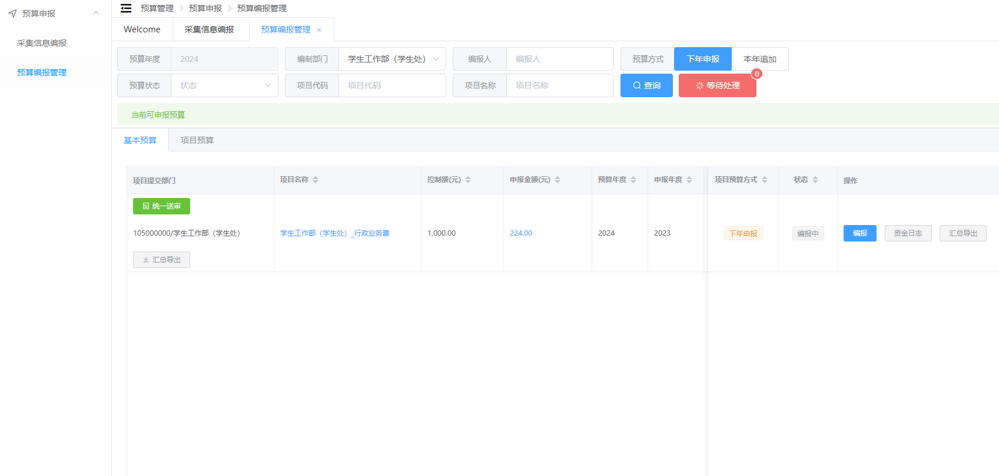 预算申报
采集信息编报
预算编报管理
预算管理 > 预算申报 > 预算编报管理
Welcome 采集信息编报 预算编报管理 ×
预算年度 2024 编制部门 学生工作部（学生处） 编报人 编报人 预算方式 下年申报 本年追加
预算状态 状态 项目代码 项目代码 项目名称 项目名称 查询 等待处理 0
当前可申报预算
基本预算 项目预算
项目提交部门 项目名称 控制额(元) 申报金额(元) 预算年度 申报年度 项目预算方式 状态 操作
统一送审
105000000/学生工作部（学生处） 学生工作部（学生处）_行政业务费 1,000.00 224.00 2024 2023 下年申报 编报中 编报 资金日志 汇总导出
汇总导出